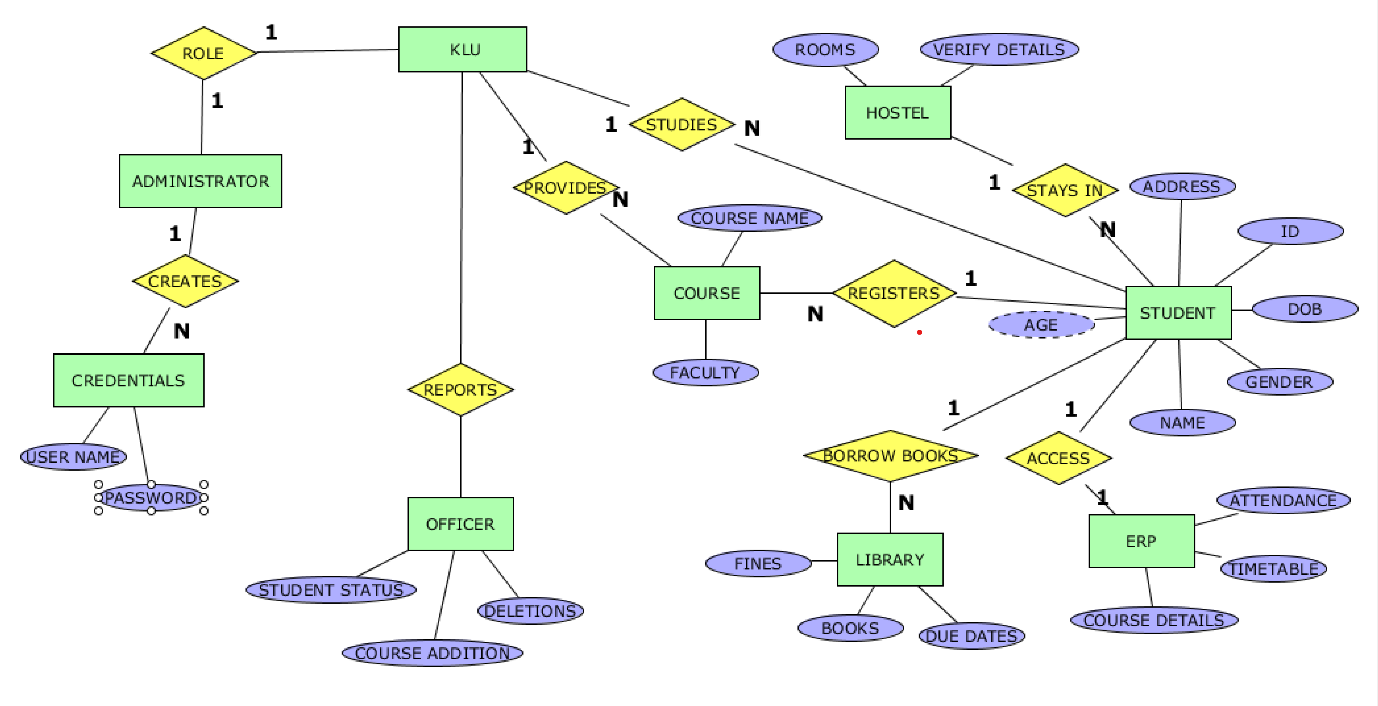 1
ROLE
KLU
ROOMS
VERIFY DETAILS
1
HOSTEL
1
STUDIES
N
1
PROVIDES
N
ADMINISTRATOR
1
STAYS IN
ADDRESS
N
COURSE NAME
ID
1
CREATES
N
COURSE
N
REGISTERS
1
AGE
STUDENT
DOB
CREDENTIALS
FACULTY
GENDER
REPORTS
1
1
NAME
USER NAME
PASSWORD
BORROW BOOKS
N
ACCESS
1
ATTENDANCE
OFFICER
ERP
FINES
LIBRARY
TIMETABLE
STUDENT STATUS
DELETIONS
BOOKS
DUE DATES
COURSE DETAILS
COURSE ADDITION